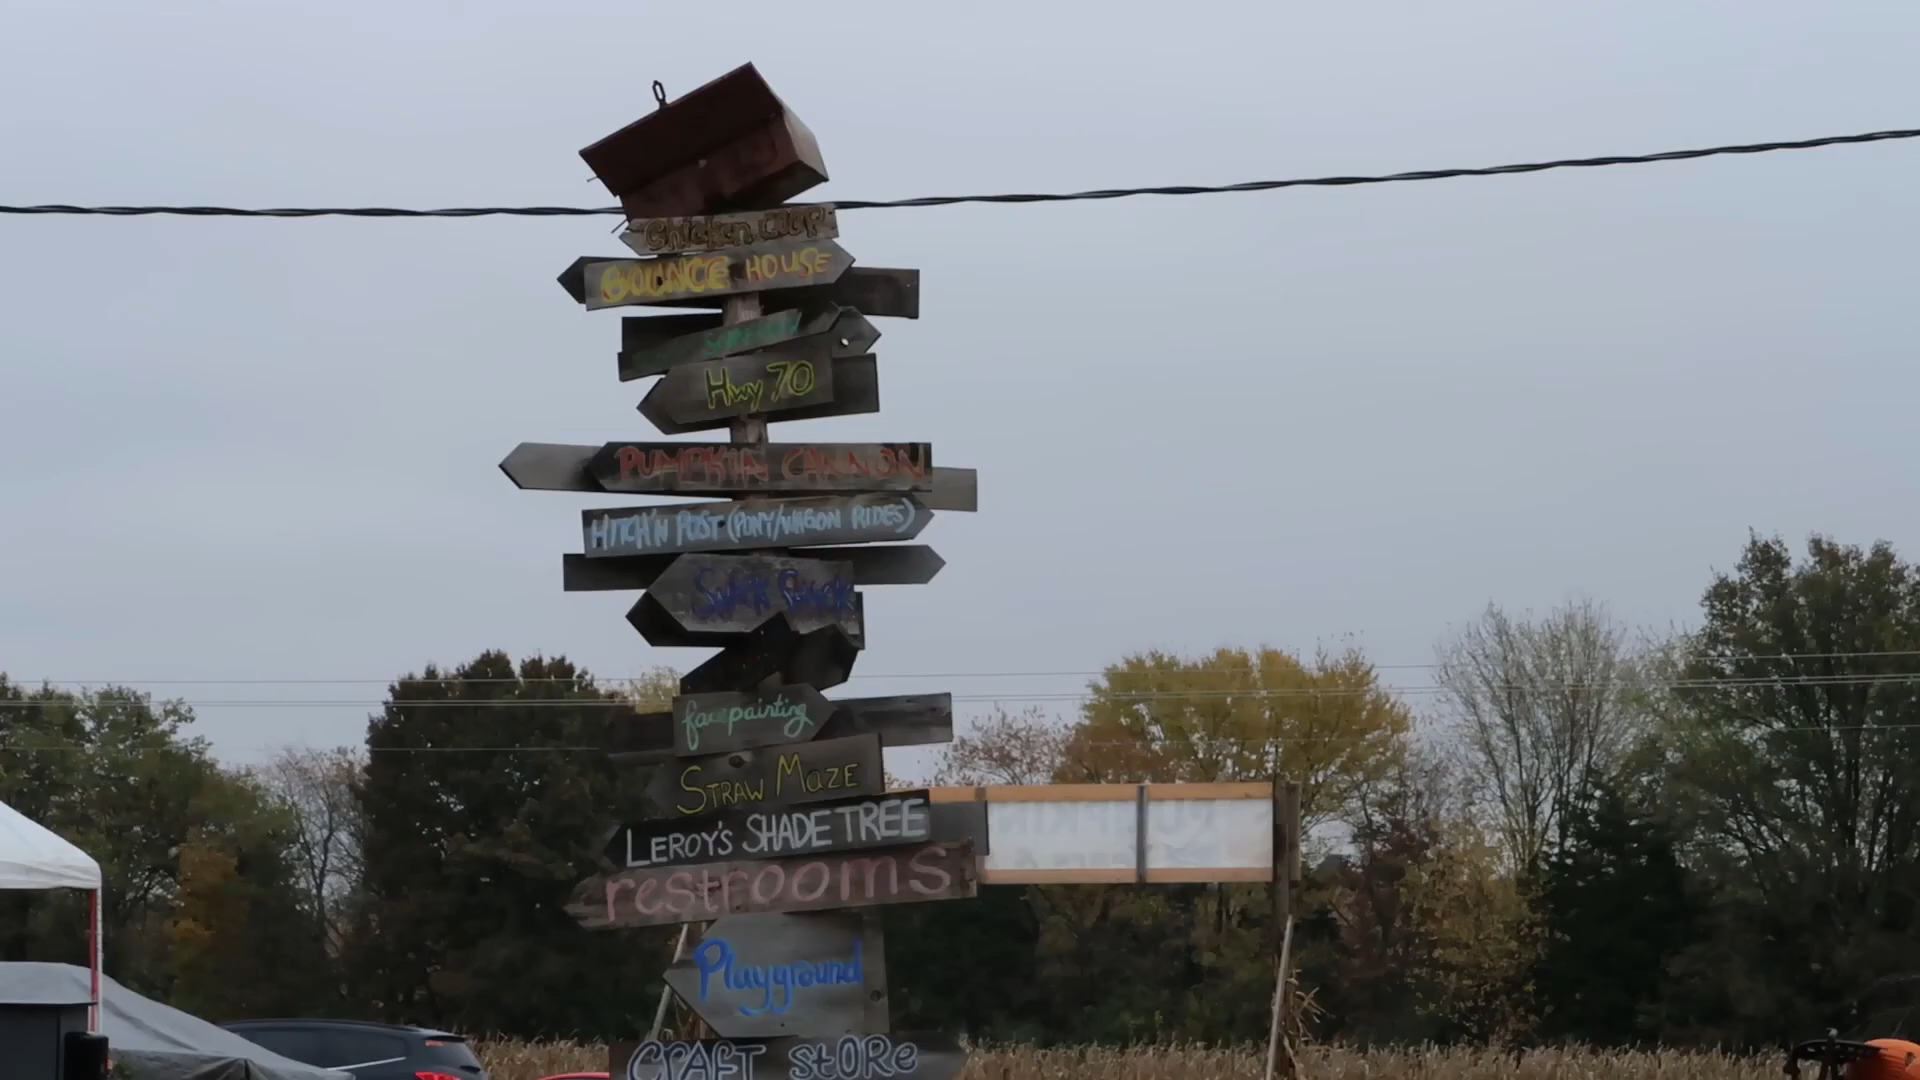 Chicken Coop
BOUNCE HOUSE
Hwy 70
PUMPKIN CANNON
HITCH'N POST (PONY/WAGON RIDES)
facepainting
STRAW MAZE
LEROY'S SHADE TREE
restrooms
Playground
CRAFT stORe